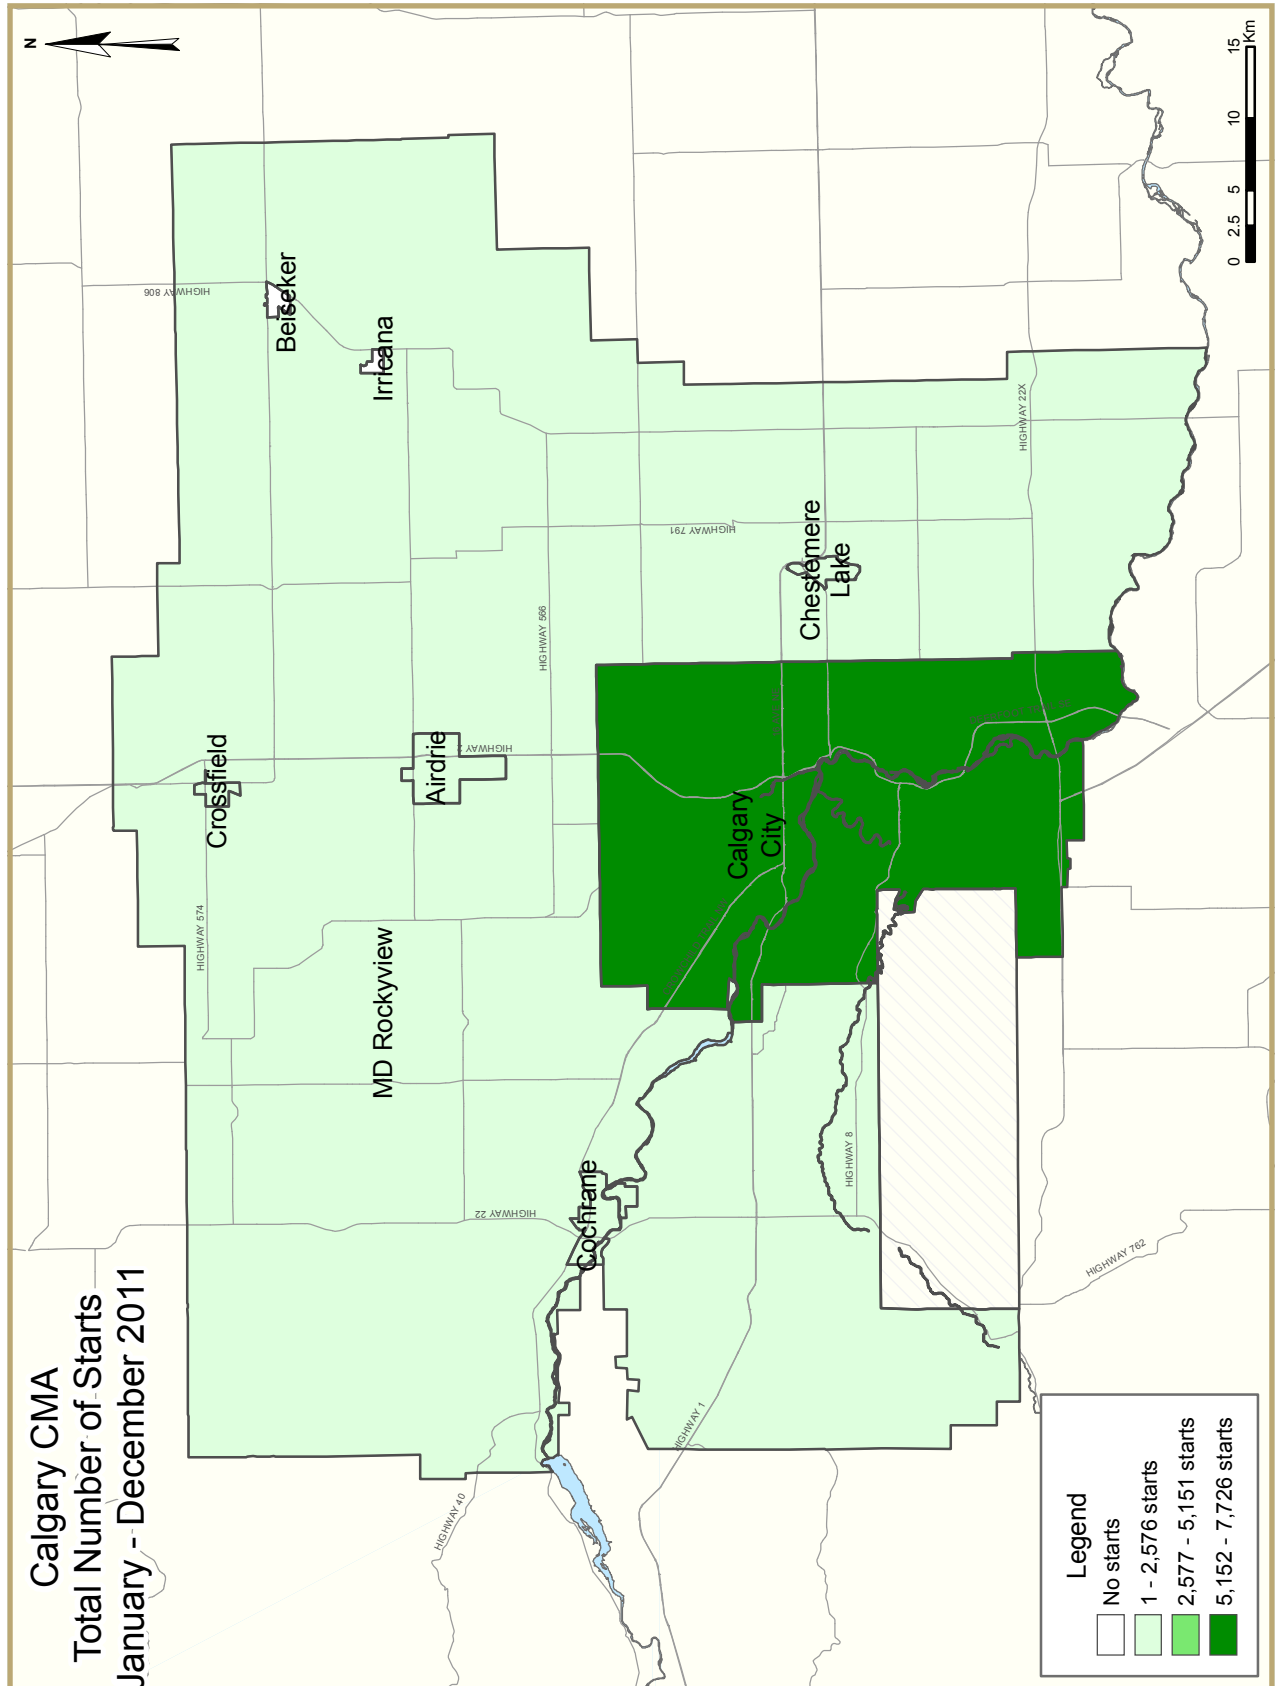 Calgary CMA
Total Number of Starts
January - December 2011
N
HIGHWAY 574
Crossfield
HIGHWAY 806
Beiseker
MD Rockyview
Airdrie
HIGHWAY 2
Irricana
HIGHWAY 566
HIGHWAY 40
HIGHWAY 22
Cochrane
HIGHWAY 791
HIGHWAY 1
Calgary
City
Chestemere
Lake
HIGHWAY 8
HIGHWAY 22X
HIGHWAY 762
Legend
No starts
1 - 2,576 starts
2,577 - 5,151 starts
5,152 - 7,726 starts
0 2.5 5 10 15
Km